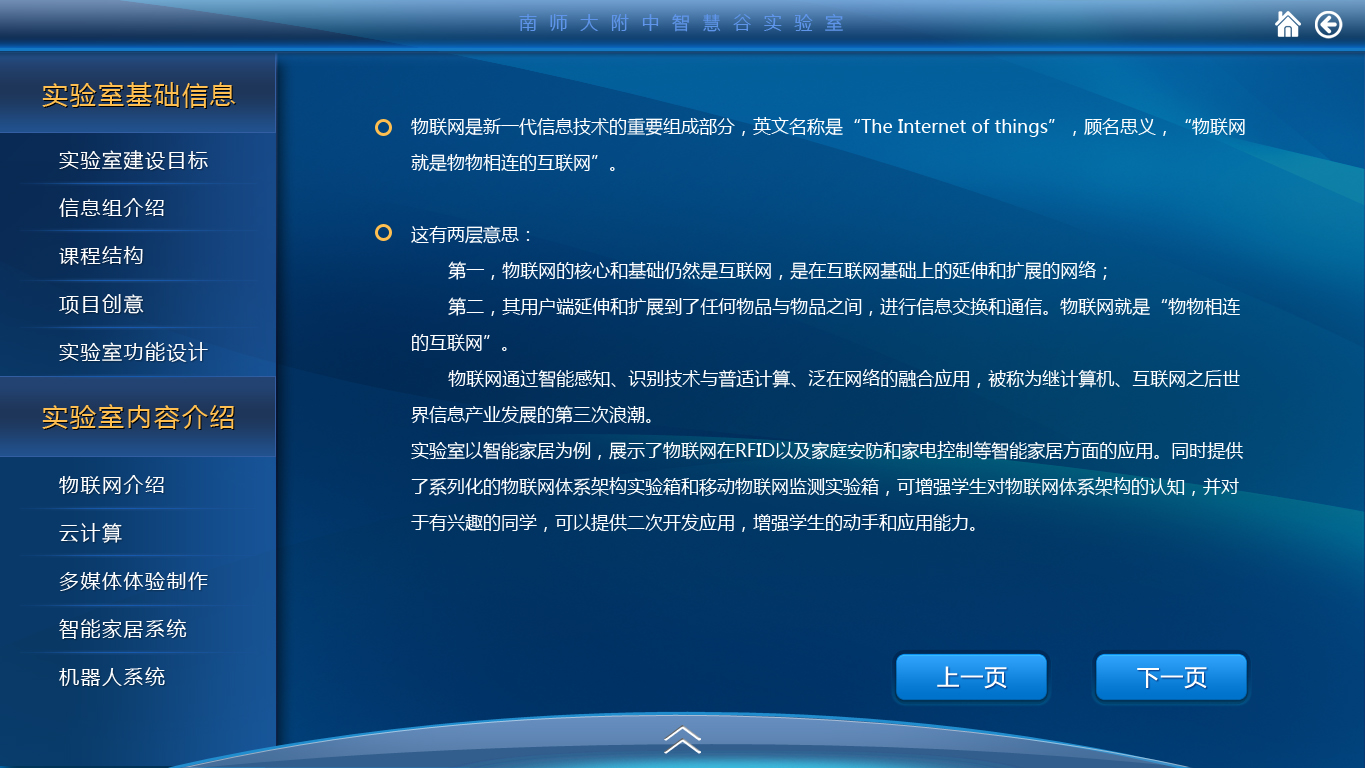 南师大附中智慧谷实验室
实验室基础信息
实验室建设目标
信息组介绍
课程结构
项目创意
实验室功能设计
实验室内容介绍
物联网介绍
云计算
多媒体体验制作
智能家居系统
机器人系统
物联网是新一代信息技术的重要组成部分，英文名称是“The Internet of things”，顾名思义，“物联网
就是物物相连的互联网”。
这有两层意思：
第一，物联网的核心和基础仍然是互联网，是在互联网基础上的延伸和扩展的网络；
第二，其用户端延伸和扩展到了任何物品与物品之间，进行信息交换和通信。物联网就是“物物相连
的互联网”。
物联网通过智能感知、识别技术与普适计算、泛在网络的融合应用，被称为继计算机、互联网之后世
界信息产业发展的第三次浪潮。
实验室以智能家居为例，展示了物联网在RFID以及家庭安防和家电控制等智能家居方面的应用。同时提供
了系列化的物联网体系架构实验箱和移动物联网监测实验箱，可增强学生对物联网体系架构的认知，并对
于有兴趣的同学，可以提供二次开发应用，增强学生的动手和应用能力。
上一页
下一页